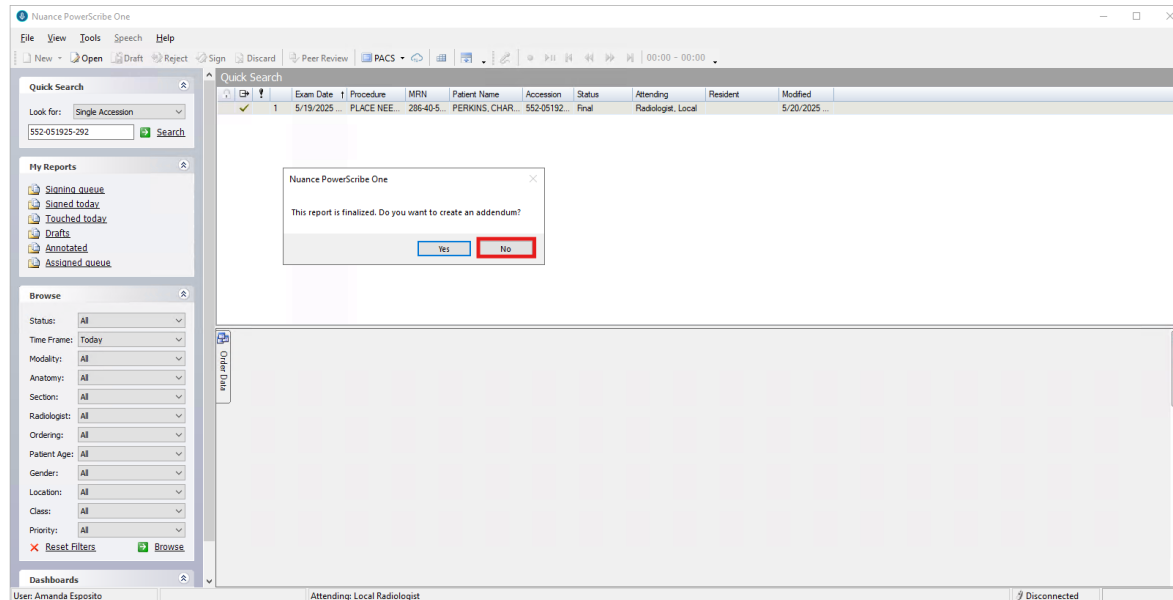 Nuance PowerScribe One
File View Tools Speech Help
New Open Draft Reject Sign Discard Peer Review PACS 00:00 - 00:00
Quick Search
Look for: Single Accession
552-051925-292 Search
My Reports
Signing queue
Signed today
Touched today
Drafts
Annotated
Assigned queue
Browse
Status: All
Time Frame: Today
Modality: All
Anatomy: All
Section: All
Radiologist: All
Ordering: All
Patient Age: All
Gender: All
Location: All
Class: All
Priority: All
Reset Filters Browse
Dashboards
Quick Search
Exam Date Procedure MRN Patient Name Accession Status Attending Resident Modified
1 5/19/2025 ... PLACE NEE... 286-40-5... PERKINS, CHAR... 552-05192... Final Radiologist, Local 5/20/2025 ...
Nuance PowerScribe One
This report is finalized. Do you want to create an addendum?
Yes No
Order Data
User: Amanda Esposito Attending: Local Radiologist Disconnected